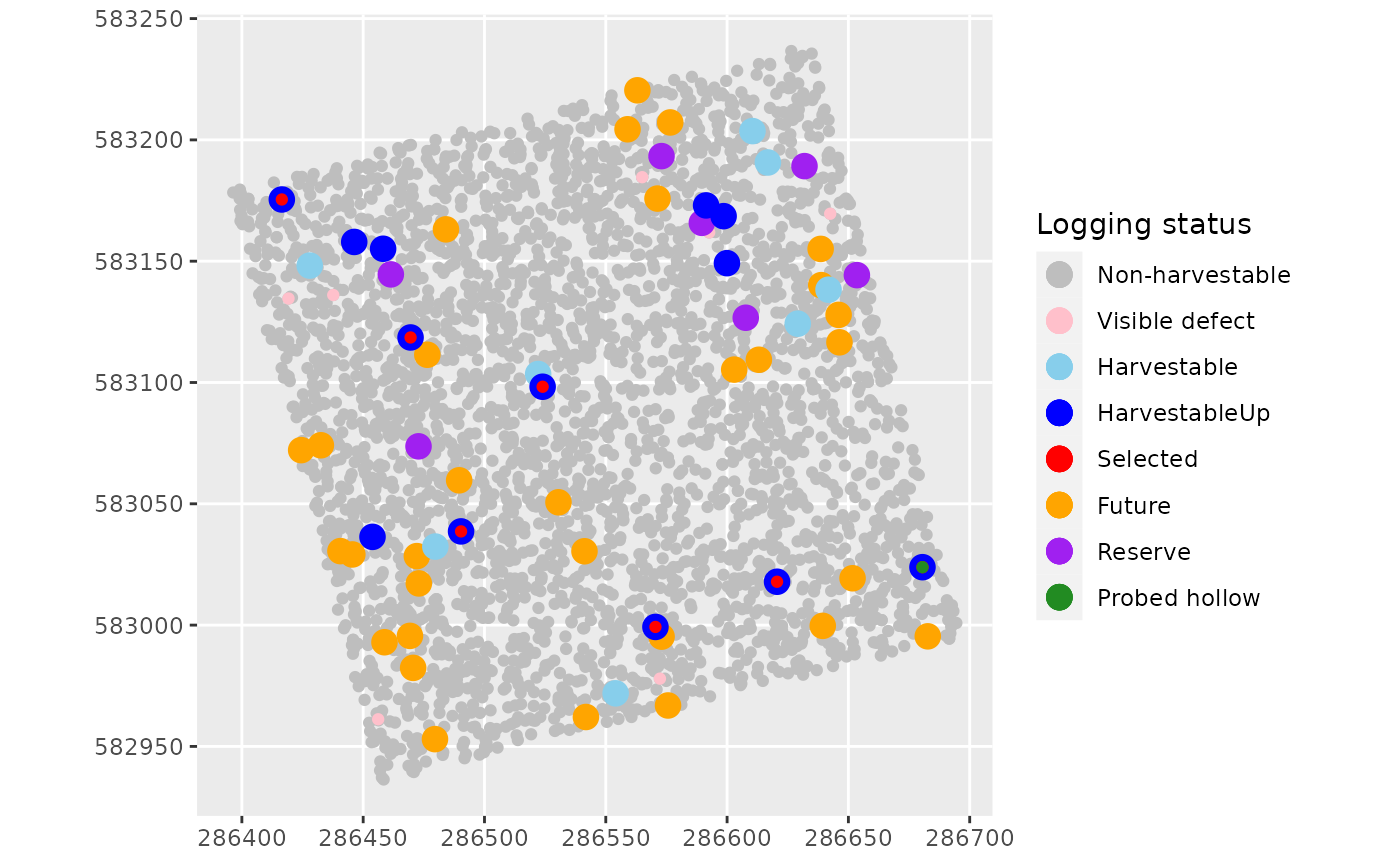 583250
583200
583150
583100
583050
583000
582950
286400 286450 286500 286550 286600 286650 286700
Logging status
Non-harvestable
Visible defect
Harvestable
HarvestableUp
Selected
Future
Reserve
Probed hollow